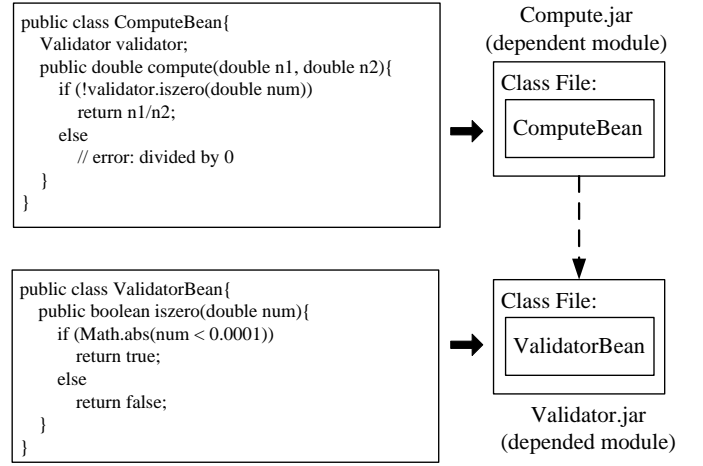 public class ComputeBean{
Validator validator;
public double compute(double n1, double n2){
if (!validator.iszero(double num))
return n1/n2;
else
// error: divided by 0
}
}
Compute.jar
(dependent module)
Class File:
ComputeBean
public class ValidatorBean{
public boolean iszero(double num){
if (Math.abs(num < 0.0001))
return true;
else
return false;
}
}
Class File:
ValidatorBean
Validator.jar
(depended module)